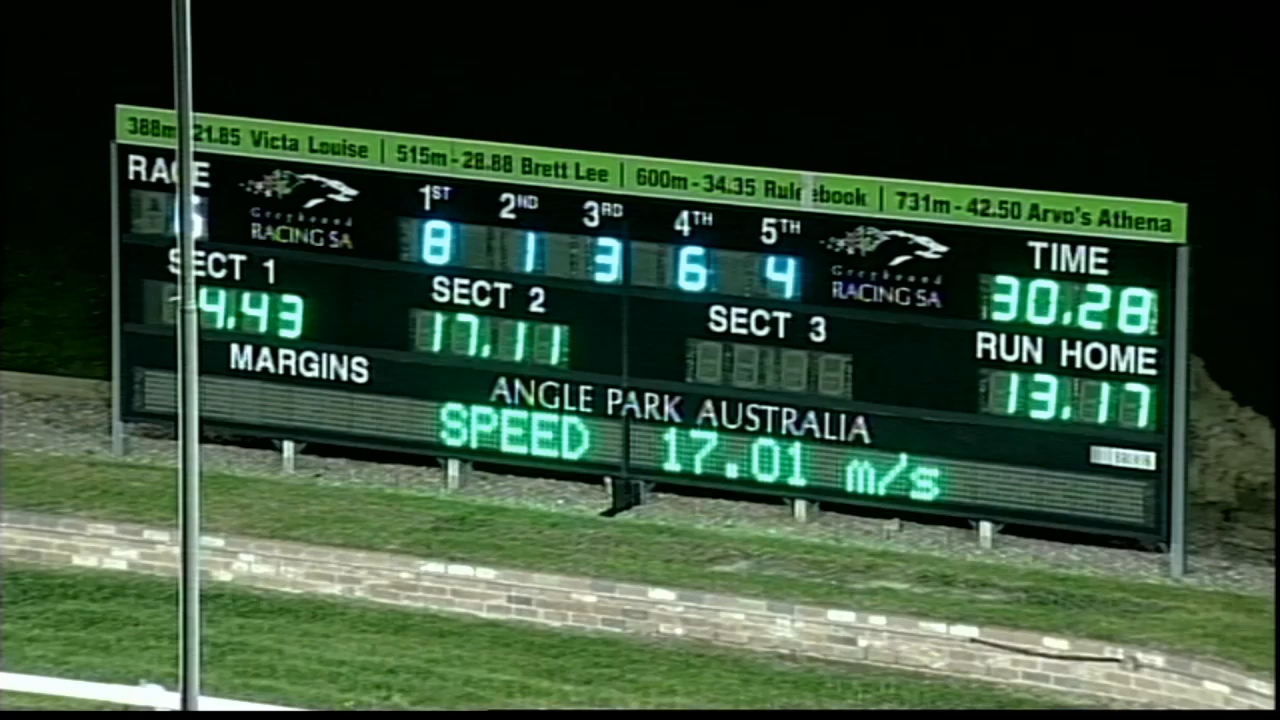 388m 21.85 Victa Louise | 515m - 28.88 Brett Lee | 600m - 34.35 Rulebook | 731m - 42.50 Arvo's Athena
RACE
Greyhound RACING SA
1ST 2ND 3RD 4TH 5TH
8 1 3 6 4
Greyhound RACING SA
TIME
30.28
SECT 1
4.43
SECT 2
17.11
SECT 3
RUN HOME
13.17
MARGINS
ANGLE PARK AUSTRALIA
SPEED 17.01 m/s